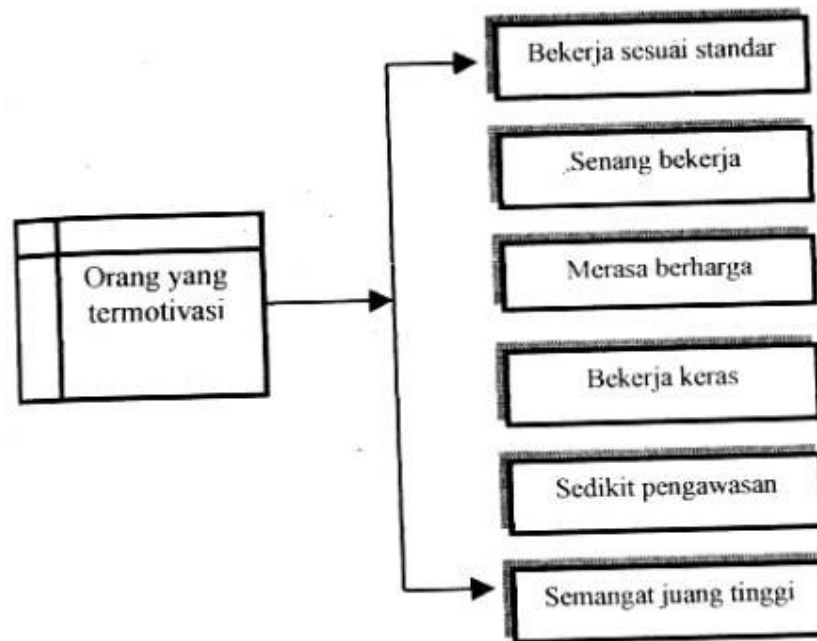 Bekerja sesuai standar
Senang bekerja
Orang yang
termotivasi
Merasa berharga
Bekerja keras
Sedikit pengawasan
Semangat juang tinggi